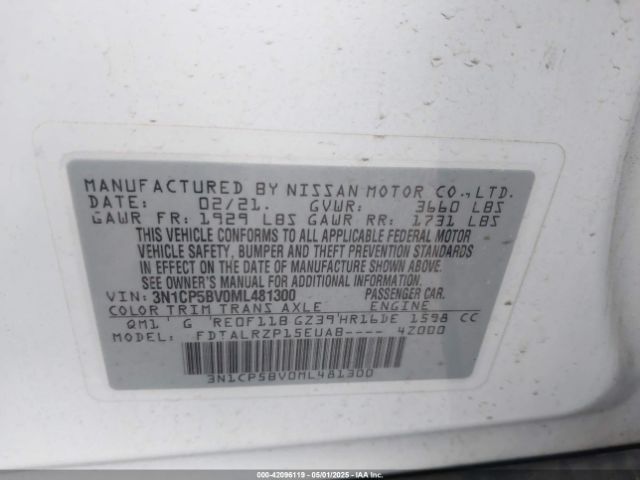 MANUFACTURED BY NISSAN MOTOR CO.,LTD.
DATE: 02/21. GVWR: 3660 LBS
GAWR FR: 1929 LBS GAWR RR: 1731 LBS
THIS VEHICLE CONFORMS TO ALL APPLICABLE FEDERAL MOTOR
VEHICLE SAFETY, BUMPER AND THEFT PREVENTION STANDARDS
IN EFFECT ON THE DATE OF MANUFACTURE SHOWN ABOVE.
SEE OWNER'S MANUAL FOR ADDITIONAL INFORMATION.
VIN: 3N1CP5BV0ML481300 PASSENGER CAR.
COLOR TRIM TRANS AXLE ENGINE
QM1 G RE0F11B GZ39 HR16DE 1598 CC
MODEL: FDTALRZP15EUAB---- 4Z000
3N1CP5BV0ML481300
000-42096119 - 05/01/2025 - IAAI.COM